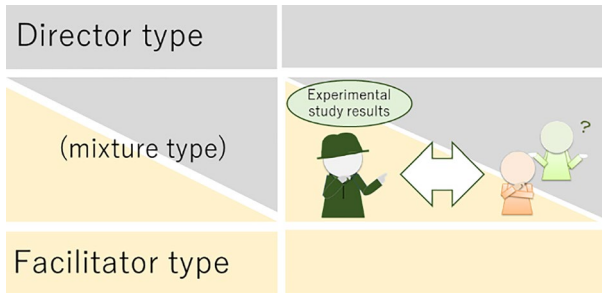 Director type
(mixture type)
Experimental
study results
?
Facilitator type